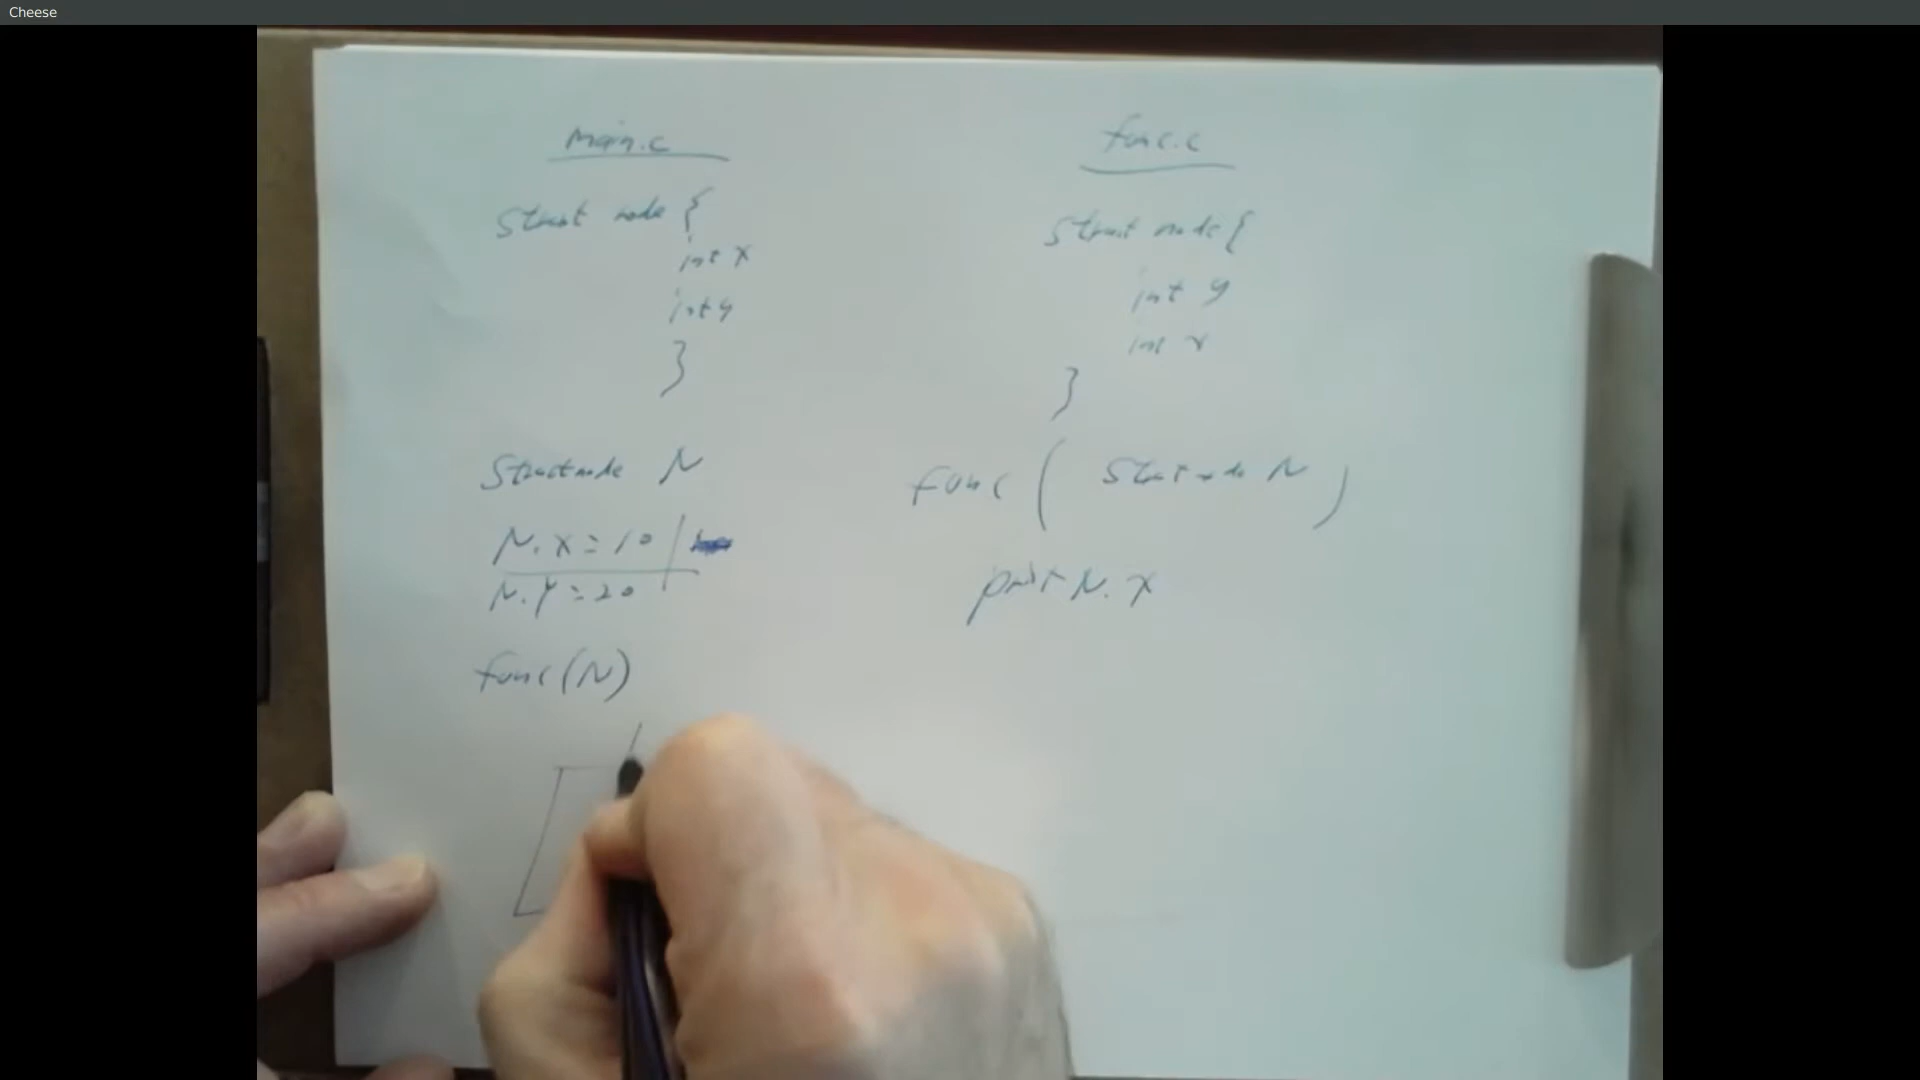 Cheese
main.c
struct node {
int x
int y
}
struct node N
N.x = 10
N.y = 20
func(N)
func.c
struct node {
int y
int x
}
func ( struct node N )
print N.x